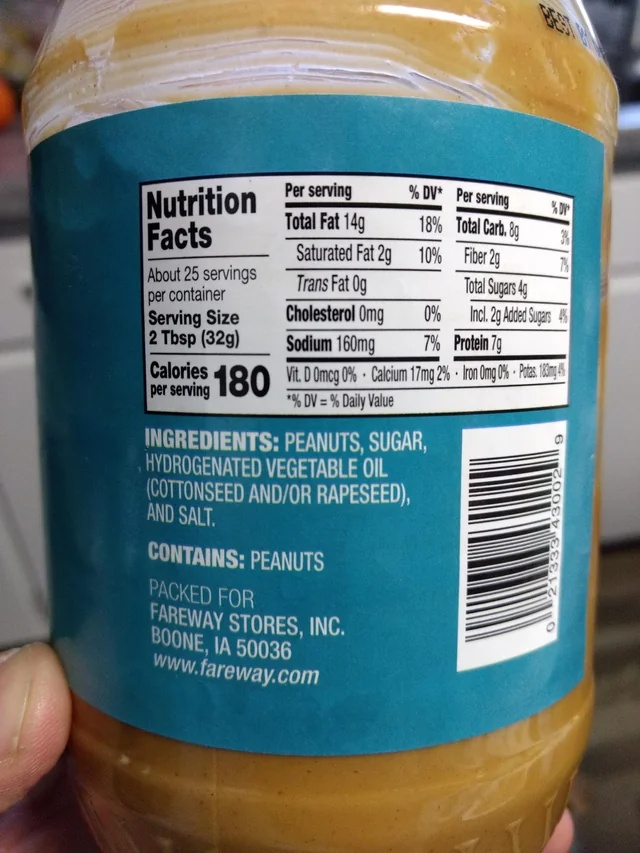 BEST
Nutrition
Facts
About 25 servings
per container
Serving Size
2 Tbsp (32g)
Calories
per serving 180
Per serving % DV*
Total Fat 14g 18%
Saturated Fat 2g 10%
Trans Fat 0g
Cholesterol 0mg 0%
Sodium 160mg 7%
Per serving % DV*
Total Carb. 8g 3%
Fiber 2g 7%
Total Sugars 4g
Incl. 2g Added Sugars 4%
Protein 7g
Vit. D 0mcg 0% · Calcium 17mg 2% · Iron 0mg 0% · Potas. 183mg 4%
*% DV = % Daily Value
INGREDIENTS: PEANUTS, SUGAR,
HYDROGENATED VEGETABLE OIL
(COTTONSEED AND/OR RAPESEED),
AND SALT.
CONTAINS: PEANUTS
PACKED FOR
FAREWAY STORES, INC.
BOONE, IA 50036
www.fareway.com
0 21333 43002 9